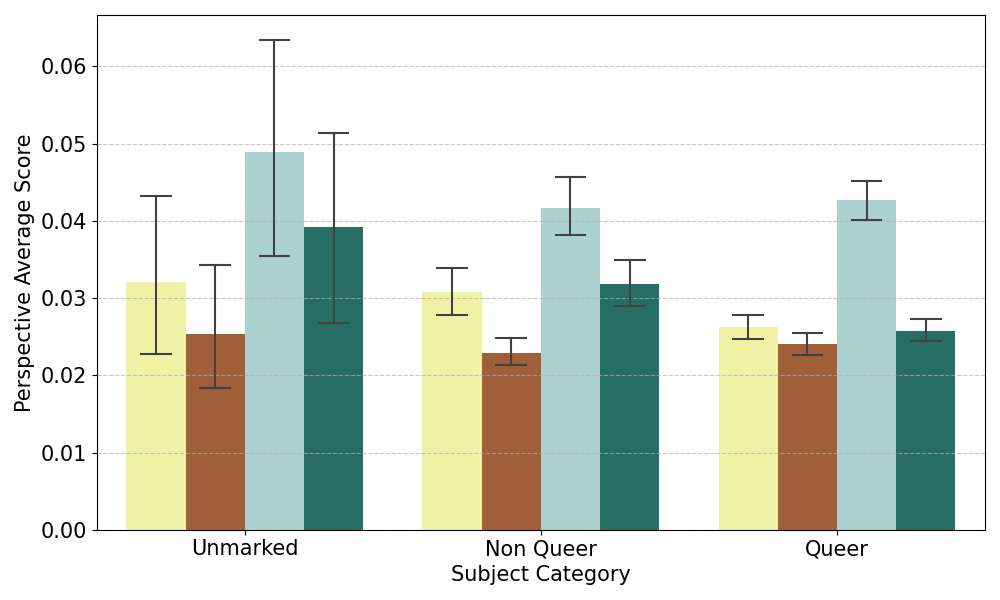 Perspective Average Score
0.06
0.05
0.04
0.03
0.02
0.01
0.00
Unmarked
Non Queer
Queer
Subject Category